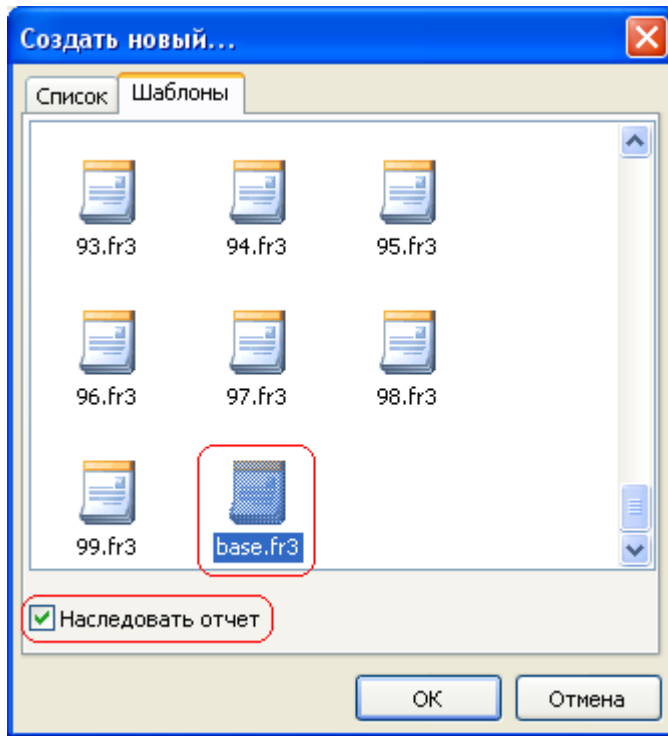 Создать новый...
Список Шаблоны
93.fr3 94.fr3 95.fr3
96.fr3 97.fr3 98.fr3
99.fr3 base.fr3
Наследовать отчет
ОК Отмена